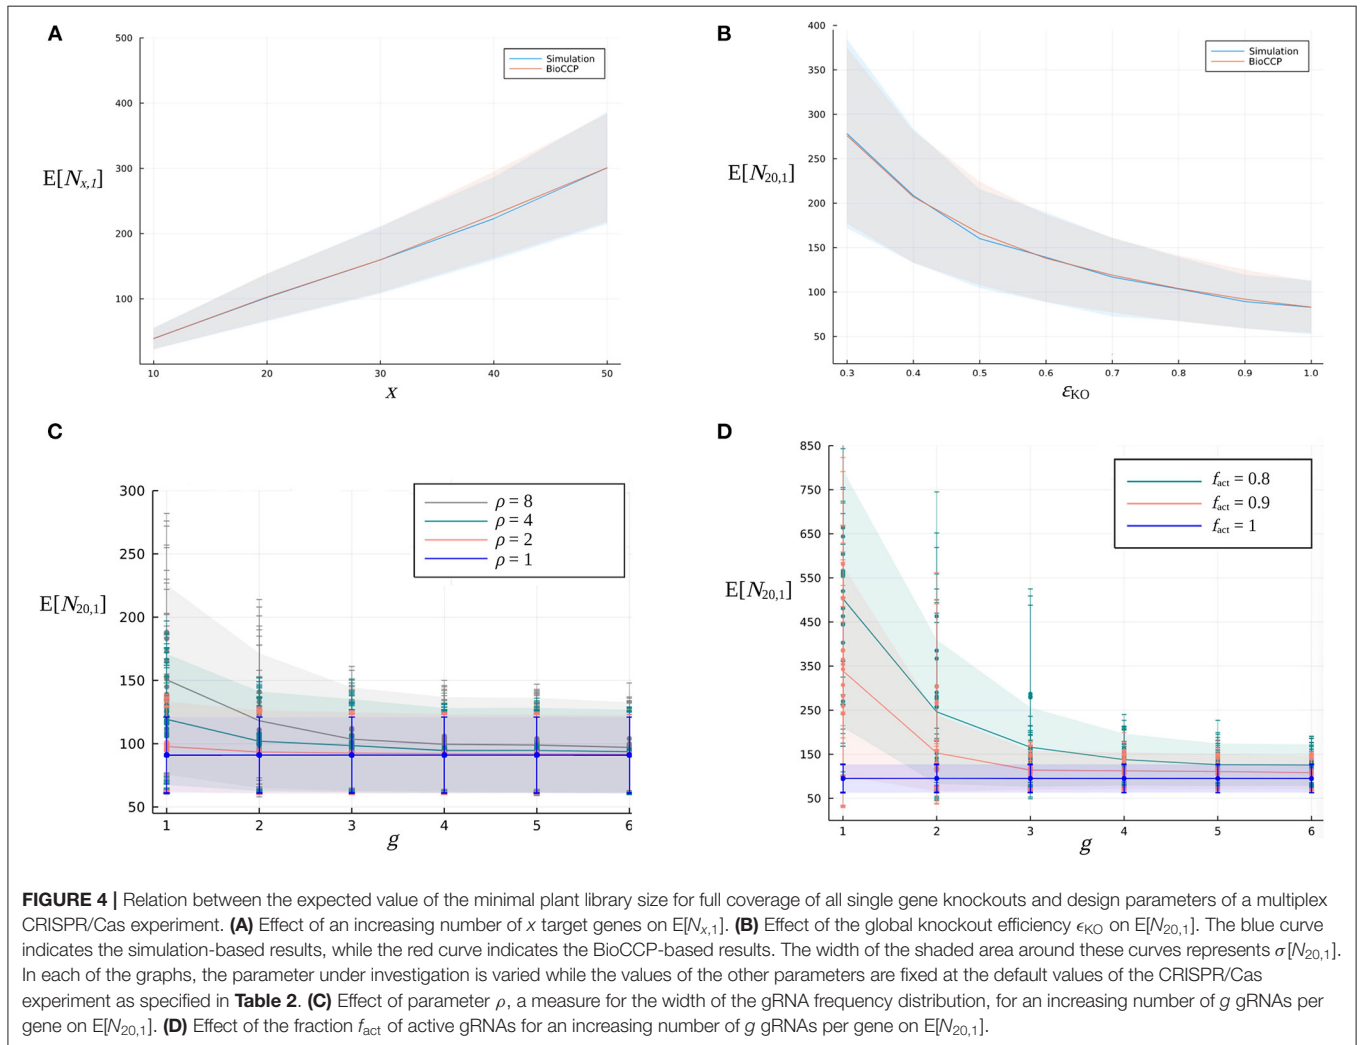 A
500
400
300
200
100
E[N_{x,1}]
10 20 30 40 50
x
Simulation
BioCCP
B
400
350
300
250
200
150
100
50
E[N_{20,1}]
0.3 0.4 0.5 0.6 0.7 0.8 0.9 1.0
ε_{KO}
Simulation
BioCCP
C
300
250
200
150
100
50
E[N_{20,1}]
1 2 3 4 5 6
g
ρ = 8
ρ = 4
ρ = 2
ρ = 1
D
850
750
650
550
450
350
250
150
50
E[N_{20,1}]
1 2 3 4 5 6
g
f_{act} = 0.8
f_{act} = 0.9
f_{act} = 1
FIGURE 4 | Relation between the expected value of the minimal plant library size for full coverage of all single gene knockouts and design parameters of a multiplex
CRISPR/Cas experiment. (A) Effect of an increasing number of x target genes on E[N_{x,1}]. (B) Effect of the global knockout efficiency ϵ_{KO} on E[N_{20,1}]. The blue curve
indicates the simulation-based results, while the red curve indicates the BioCCP-based results. The width of the shaded area around these curves represents σ[N_{20,1}].
In each of the graphs, the parameter under investigation is varied while the values of the other parameters are fixed at the default values of the CRISPR/Cas
experiment as specified in Table 2. (C) Effect of parameter ρ, a measure for the width of the gRNA frequency distribution, for an increasing number of g gRNAs per
gene on E[N_{20,1}]. (D) Effect of the fraction f_{act} of active gRNAs for an increasing number of g gRNAs per gene on E[N_{20,1}].